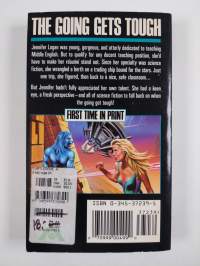 THE GOING GETS TOUGH
Jennifer Logan was young, gorgeous, and utterly dedicated to teaching
Middle English. But to qualify for any decent teaching position, she'd
have to make her résumé stand out. Since her specialty was science
fiction, she wrangled a berth on a trading ship bound for the stars. Just
one trip, she figured, then back to a nice, safe classroom...
But Jennifer hadn't fully appreciated her own talent. She had a keen
eye, a fresh perspective—and all of science fiction to fall back on when
the going got tough!
FIRST TIME IN PRINT
ISBN 0-345-37239-5